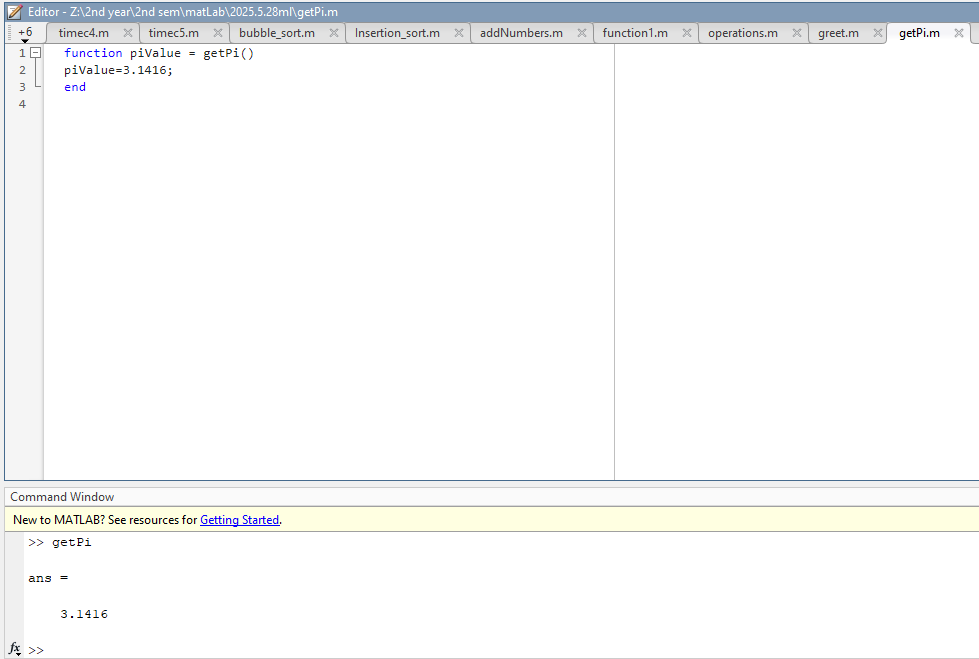 Editor - Z:\2nd year\2nd sem\matLab\2025.5.28ml\getPi.m
+6 timec4.m timec5.m bubble_sort.m Insertion_sort.m addNumbers.m function1.m operations.m greet.m getPi.m
1 function piValue = getPi()
2 piValue=3.1416;
3 end
4
Command Window
New to MATLAB? See resources for Getting Started.
>> getPi
ans =
3.1416
fx >>